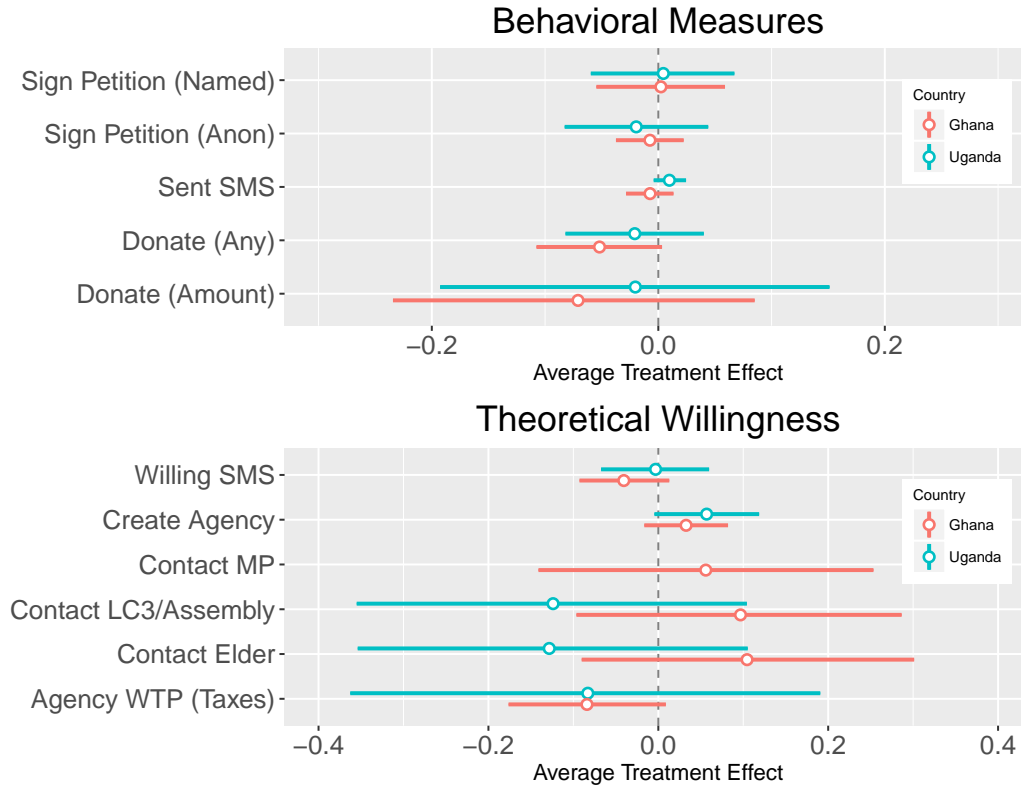 Behavioral Measures
Sign Petition (Named)
Sign Petition (Anon)
Sent SMS
Donate (Any)
Donate (Amount)
Country
Ghana
Uganda
−0.2 0.0 0.2
Average Treatment Effect
Theoretical Willingness
Willing SMS
Create Agency
Contact MP
Contact LC3/Assembly
Contact Elder
Agency WTP (Taxes)
Country
Ghana
Uganda
−0.4 −0.2 0.0 0.2 0.4
Average Treatment Effect